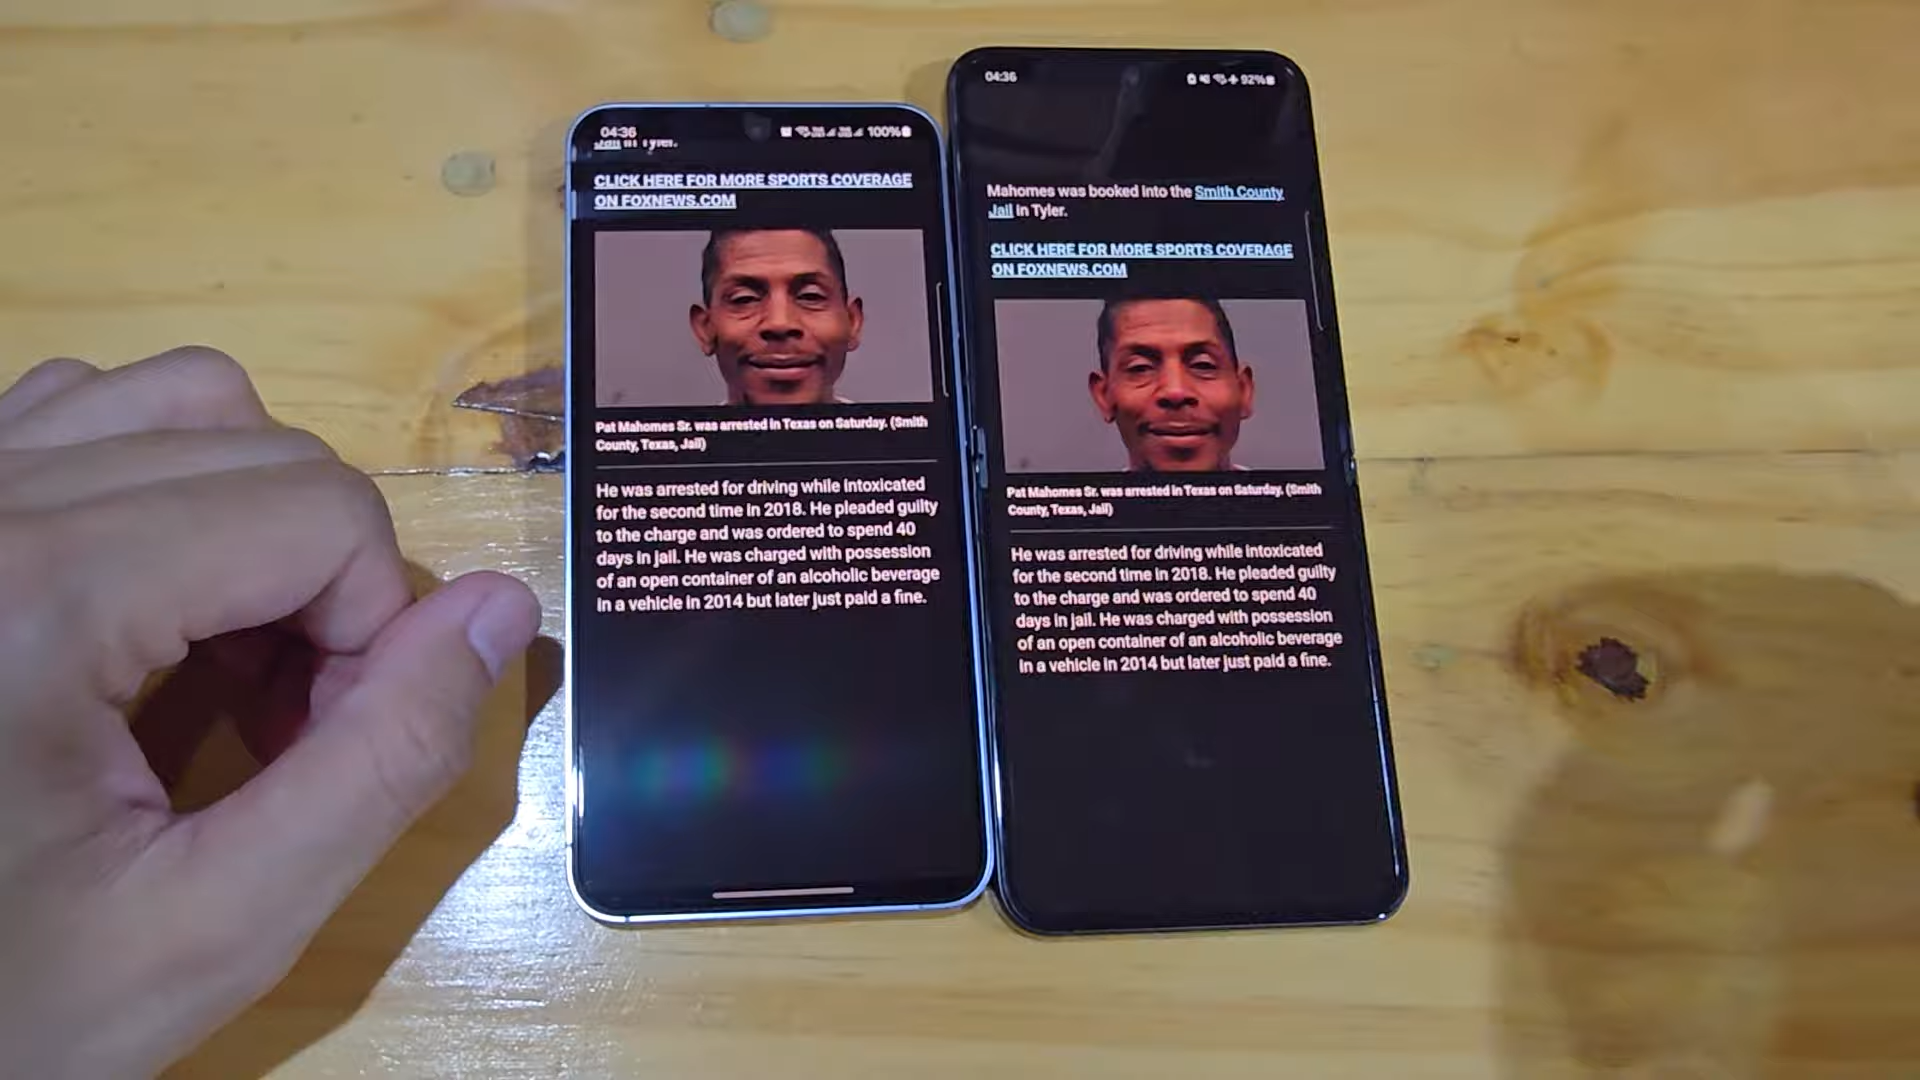 04:36
100%
Jail in Tyler.
CLICK HERE FOR MORE SPORTS COVERAGE
ON FOXNEWS.COM
Pat Mahomes Sr. was arrested in Texas on Saturday. (Smith
County, Texas, Jail)
He was arrested for driving while intoxicated
for the second time in 2018. He pleaded guilty
to the charge and was ordered to spend 40
days in jail. He was charged with possession
of an open container of an alcoholic beverage
in a vehicle in 2014 but later just paid a fine.
04:36
92%
Mahomes was booked into the Smith County
Jail in Tyler.
CLICK HERE FOR MORE SPORTS COVERAGE
ON FOXNEWS.COM
Pat Mahomes Sr. was arrested in Texas on Saturday. (Smith
County, Texas, Jail)
He was arrested for driving while intoxicated
for the second time in 2018. He pleaded guilty
to the charge and was ordered to spend 40
days in jail. He was charged with possession
of an open container of an alcoholic beverage
in a vehicle in 2014 but later just paid a fine.